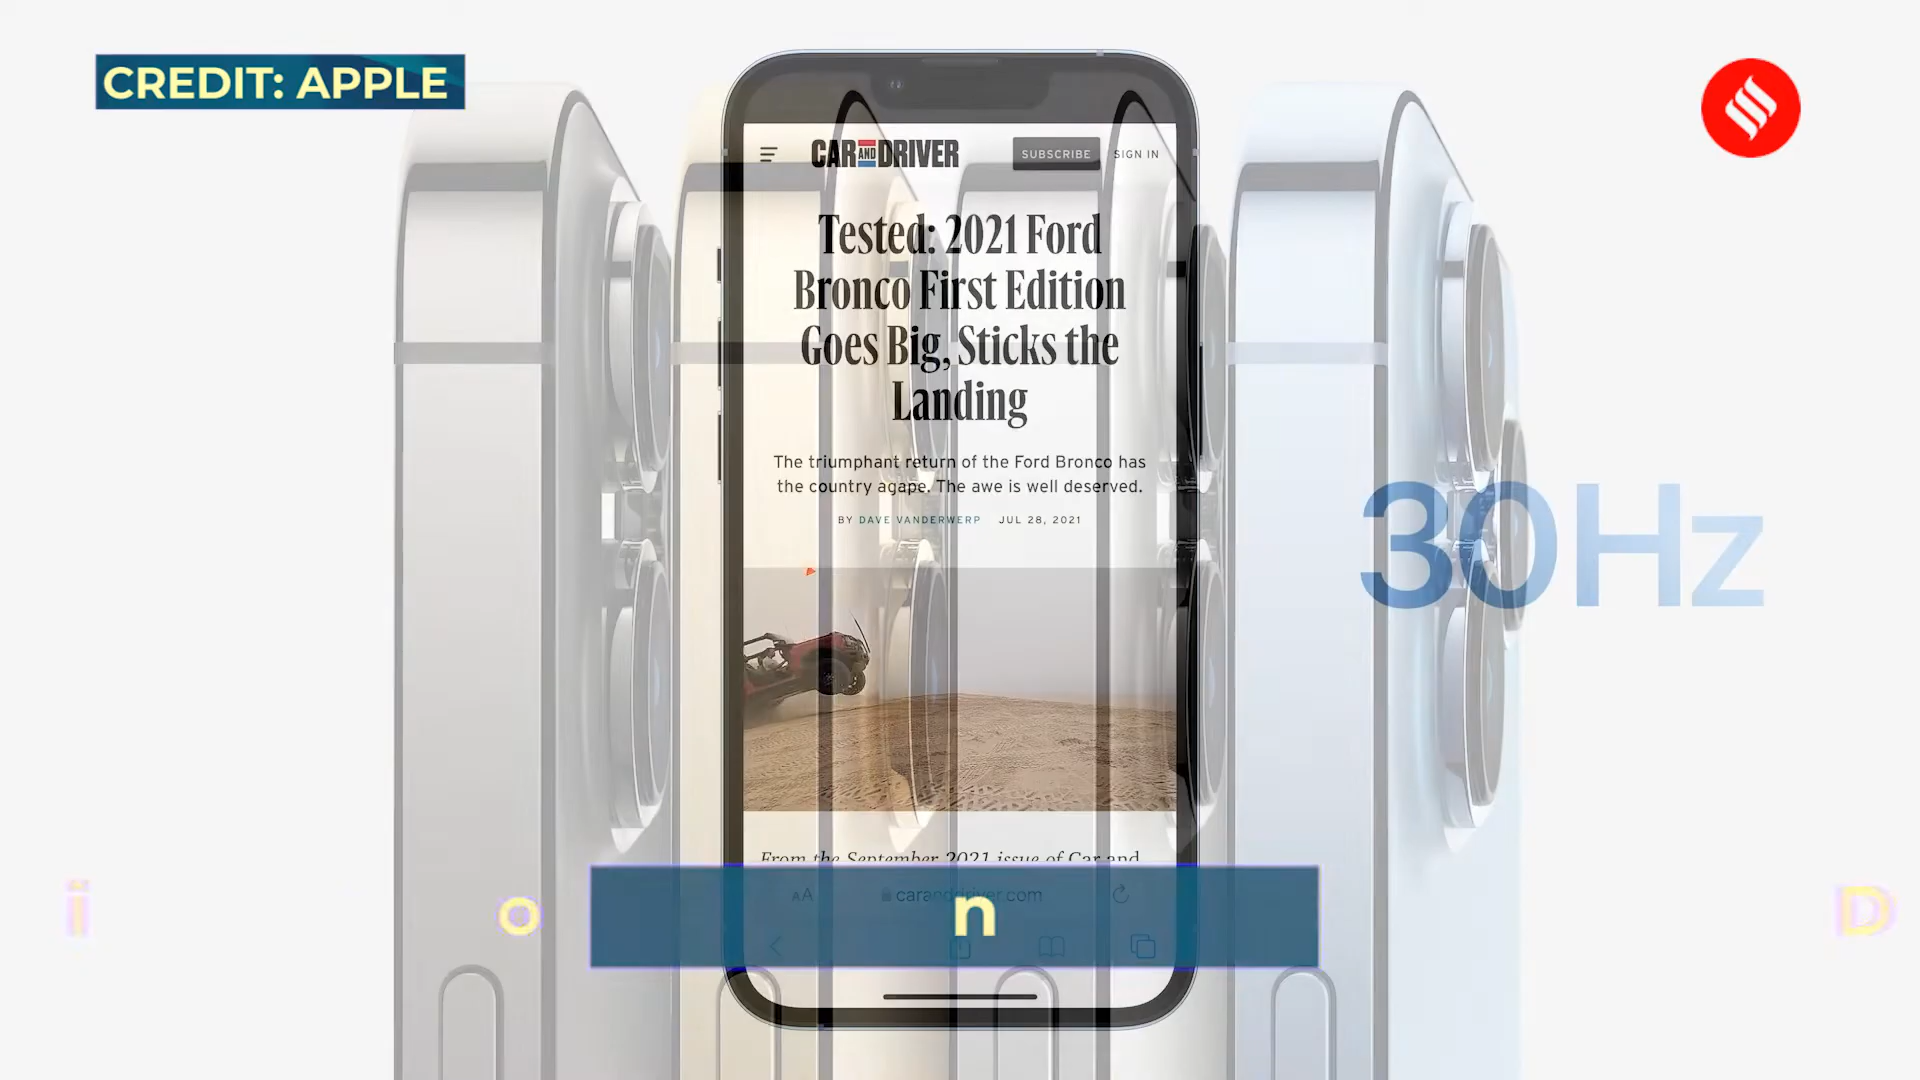 CREDIT: APPLE
CAR AND DRIVER
SUBSCRIBE
SIGN IN
Tested: 2021 Ford
Bronco First Edition
Goes Big, Sticks the
Landing
The triumphant return of the Ford Bronco has
the country agape. The awe is well deserved.
BY DAVE VANDERWERP JUL 28, 2021
30Hz
From the September 2021 issue of Car and
AA
carandriver.com
i
o
n
D